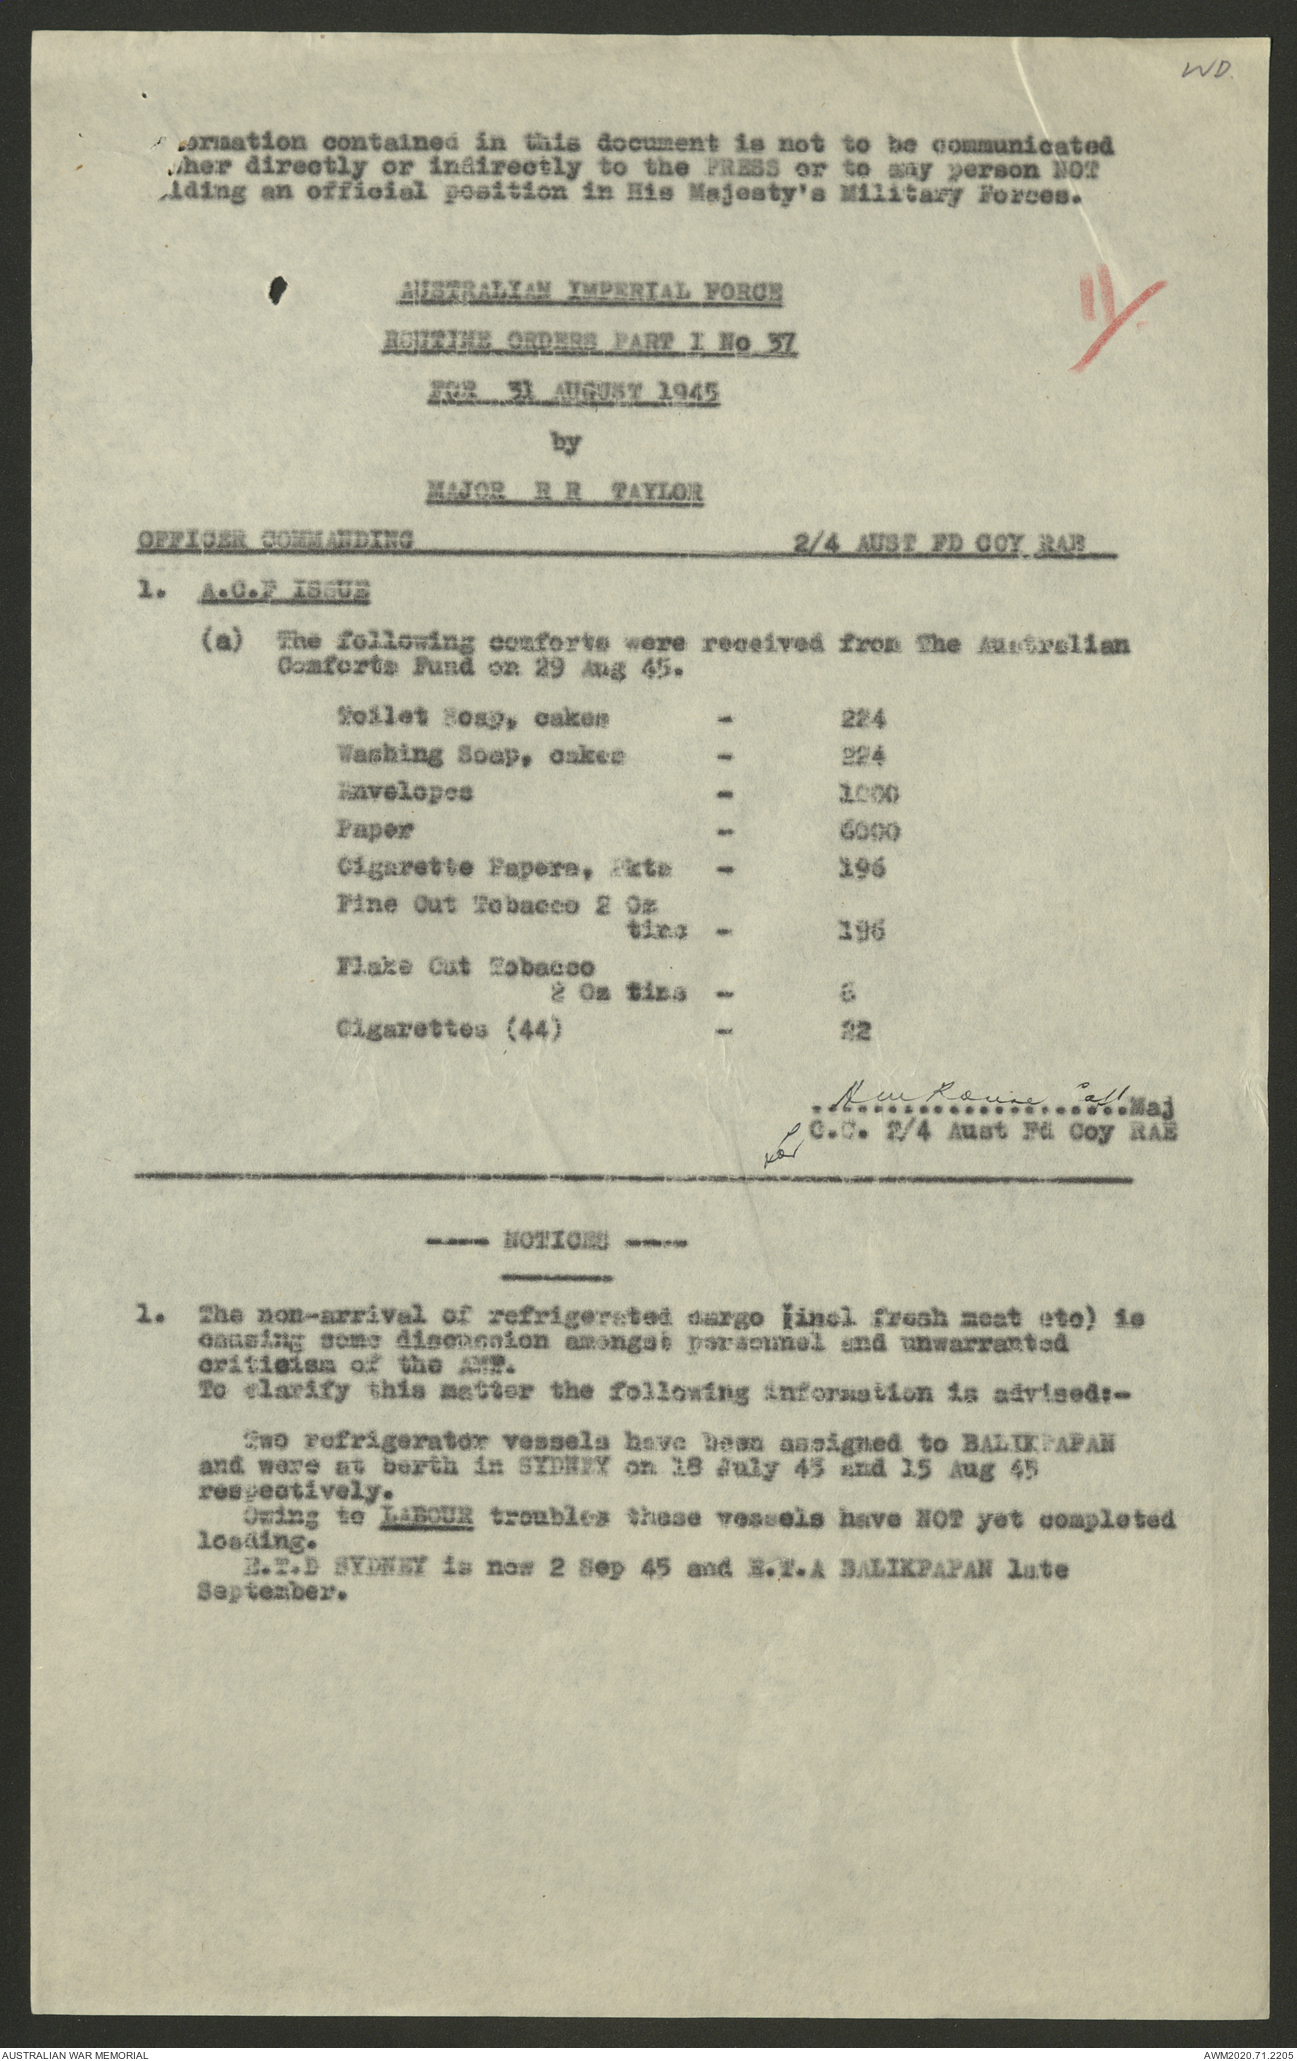 WD.
ormation contained in this document is not to be communicated
her directly or indirectly to the PRESS or to any person NOT
lding an official position in His Majesty's Military Forces.
11/
AUSTRALIAN IMPERIAL FORCE
ROUTINE ORDERS PART I No 37
FOR 31 AUGUST 1945
by
MAJOR R R TAYLOR
OFFICER COMMANDING 2/4 AUST FD COY RAE
1. A.C.F ISSUE
(a) The following comforts were received from The Australian
Comforts Fund on 29 Aug 45.
Toilet Soap, cakes - 224
Washing Soap, cakes - 224
Envelopes - 1000
Paper - 6000
Cigarette Papers, Pkts - 196
Fine Cut Tobacco 2 Oz
tins - 196
Flake Cut Tobacco
2 Oz tins -
Cigarettes (44) - 22
Capt ........................Maj
for O.C. 2/4 Aust Fd Coy RAE
---- NOTICES ----
1. The non-arrival of refrigerated cargo (incl fresh meat etc) is
causing some discussion amongst personnel and unwarranted
criticism of the
To clarify this matter the following information is advised:-
Two refrigerator vessels have been assigned to BALIKPAPAN
and were at berth in SYDNEY on 18 July 45 and 15 Aug 45
respectively.
Owing to LABOUR troubles these vessels have NOT yet completed
loading.
E.T.D SYDNEY is now 2 Sep 45 and E.T.A BALIKPAPAN late
September.
AUSTRALIAN WAR MEMORIAL
AWM2020.71.2205